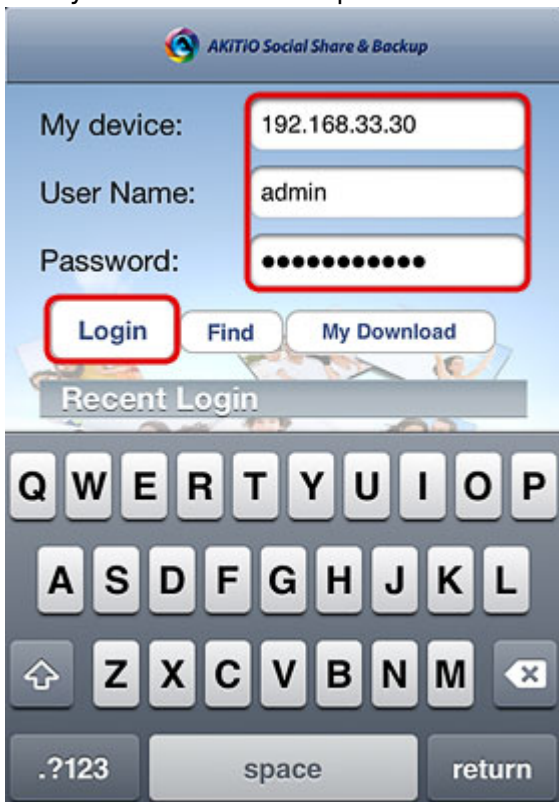 AKiTiO Social Share & Backup
My device: 192.168.33.30
User Name: admin
Password: ●●●●●●●●●●●
Login Find My Download
Recent Login
Q W E R T Y U I O P
A S D F G H J K L
Z X C V B N M
.?123 space return